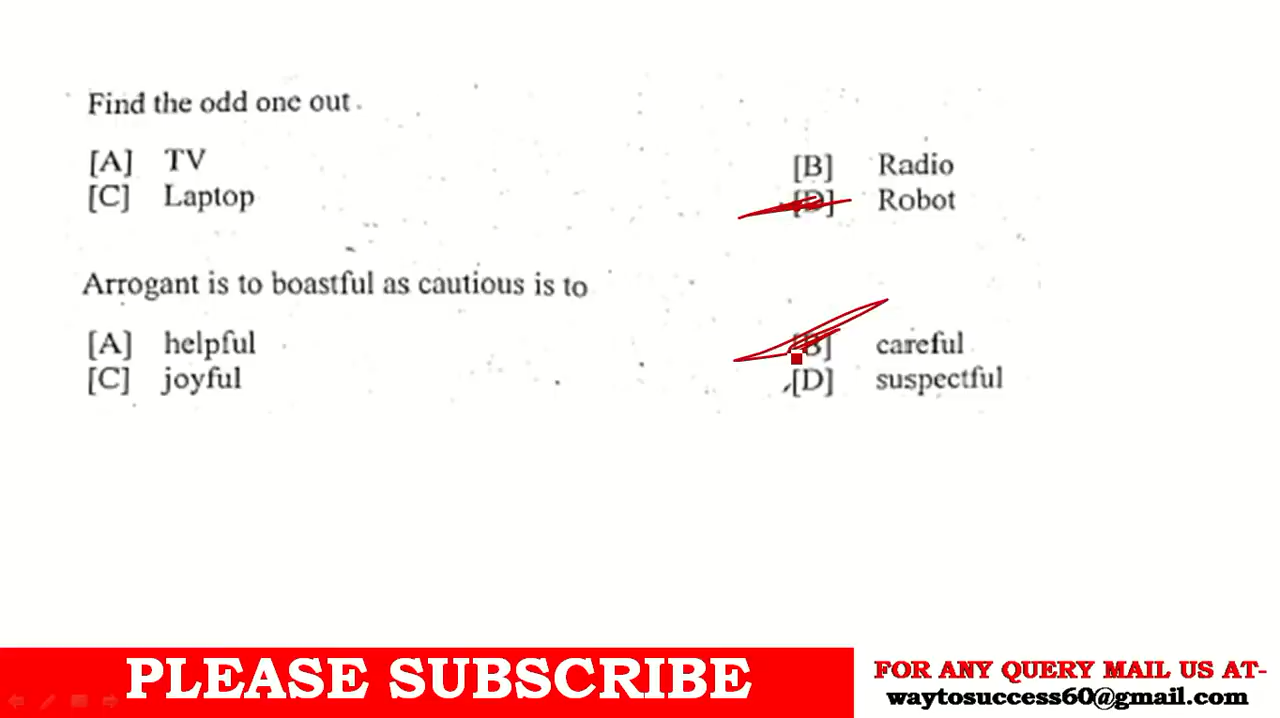 Find the odd one out
[A] TV [B] Radio
[C] Laptop [D] Robot
Arrogant is to boastful as cautious is to
[A] helpful [B] careful
[C] joyful [D] suspectful
PLEASE SUBSCRIBE
FOR ANY QUERY MAIL US AT-
waytosuccess60@gmail.com